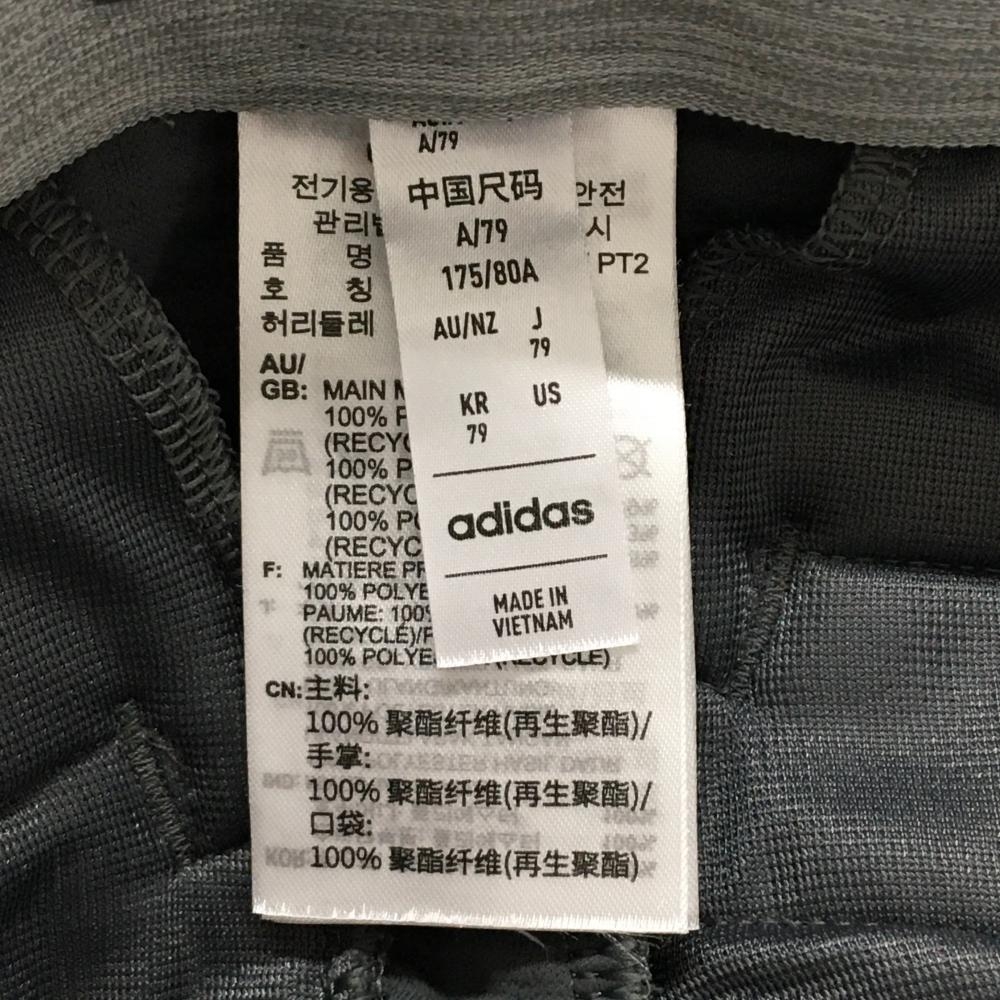 A/79
中国尺码
A/79
175/80A
AU/NZ J
79
KR US
79
adidas
MADE IN
VIETNAM
전기용 안전
관리 시
품 명 PT2
호 칭
허리둘레
AU/
GB: MAIN
100%
(RECYC
100%
(RECYC
100%
(RECYC
F: MATIERE
100% POLYE
PAUME: 100%
(RECYCLÉ)/
100% POLYE (RECYCLÉ)
CN:主料:
100% 聚酯纤维(再生聚酯)/
手掌:
100% 聚酯纤维(再生聚酯)/
口袋:
100% 聚酯纤维(再生聚酯)